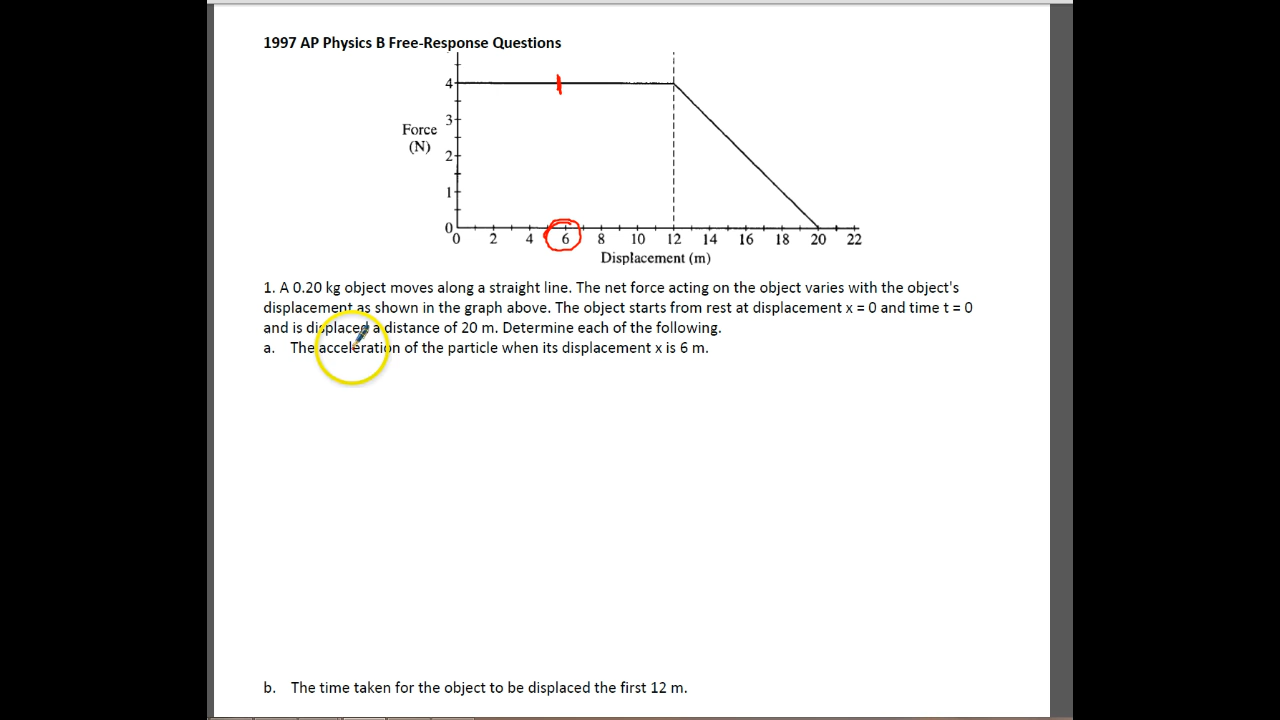 1997 AP Physics B Free-Response Questions
4
Force
3
(N)
2
1
0
0 2 4 6 8 10 12 14 16 18 20 22
Displacement (m)
1. A 0.20 kg object moves along a straight line. The net force acting on the object varies with the object's
displacement as shown in the graph above. The object starts from rest at displacement x = 0 and time t = 0
and is displaced a distance of 20 m. Determine each of the following.
a. The acceleration of the particle when its displacement x is 6 m.
b. The time taken for the object to be displaced the first 12 m.